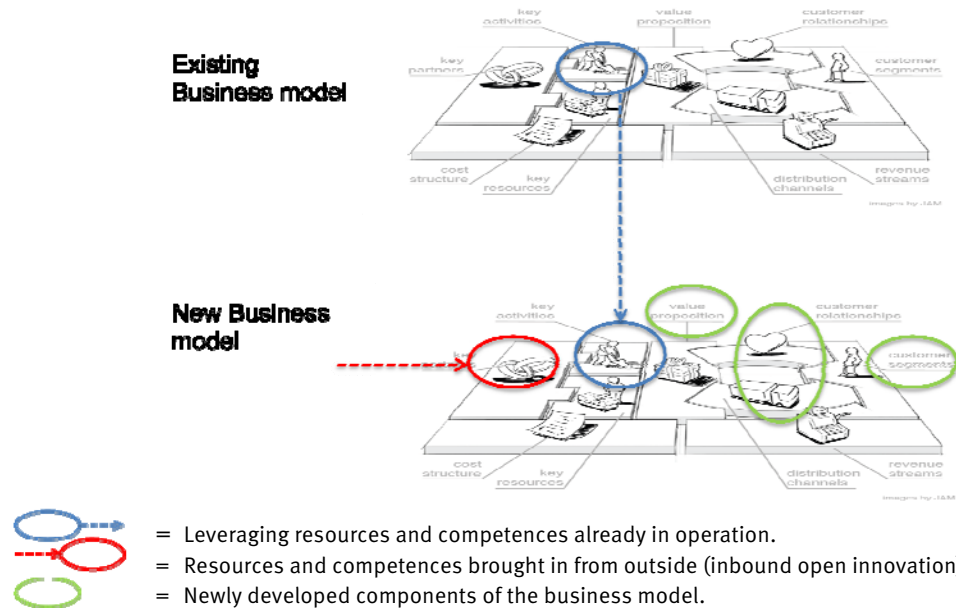 key
activities
value
proposition
customer
relationships
Existing
Business model
key
partners
customer
segments
cost
structure
key
resources
distribution
channels
revenue
streams
images by JAM
New Business
model
key
activities
value
proposition
customer
relationships
key
customer
segments
cost
structure
key
resources
distribution
channels
revenue
streams
images by JAM
= Leveraging resources and competences already in operation.
= Resources and competences brought in from outside (inbound open innovation
= Newly developed components of the business model.